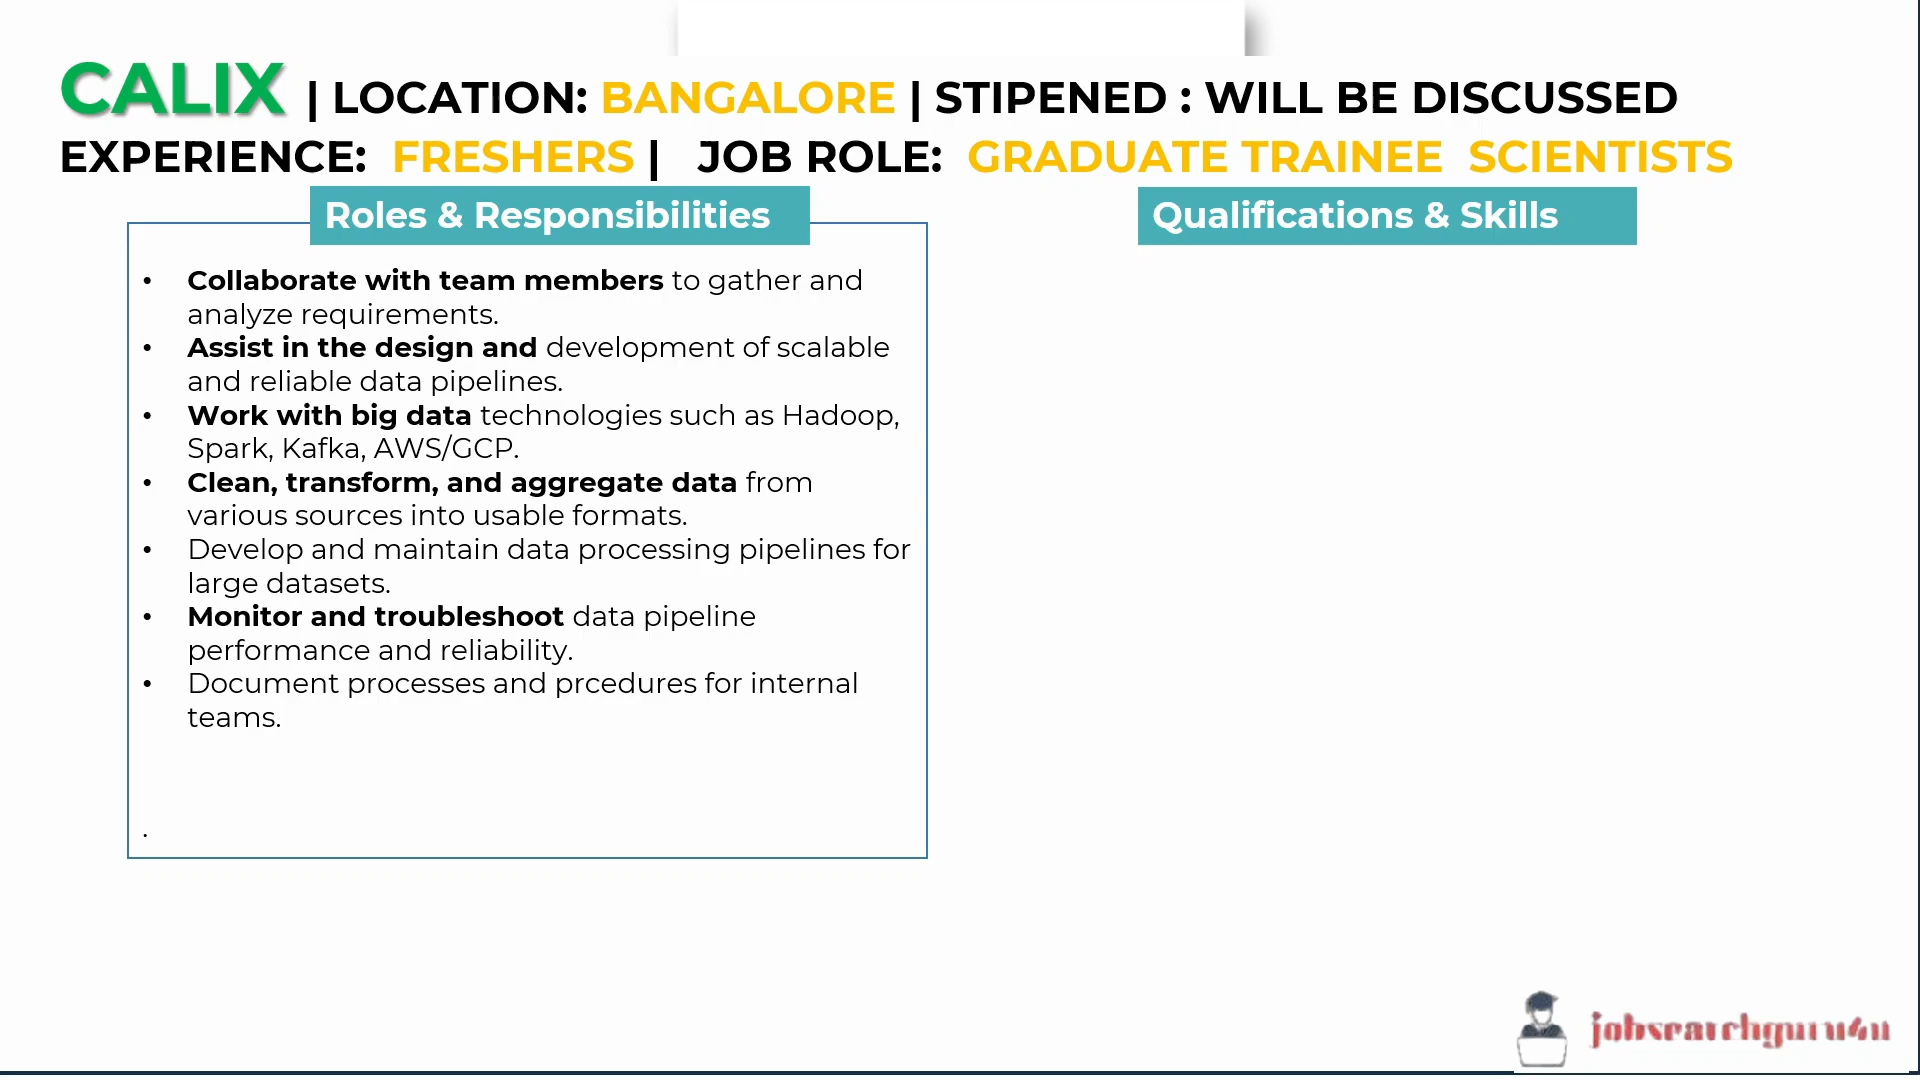 CALIX | LOCATION: BANGALORE | STIPENED : WILL BE DISCUSSED
EXPERIENCE: FRESHERS | JOB ROLE: GRADUATE TRAINEE SCIENTISTS
Roles & Responsibilities
• Collaborate with team members to gather and
analyze requirements.
• Assist in the design and development of scalable
and reliable data pipelines.
• Work with big data technologies such as Hadoop,
Spark, Kafka, AWS/GCP.
• Clean, transform, and aggregate data from
various sources into usable formats.
• Develop and maintain data processing pipelines for
large datasets.
• Monitor and troubleshoot data pipeline
performance and reliability.
• Document processes and prcedures for internal
teams.
.
Qualifications & Skills
jobsearchguru4u